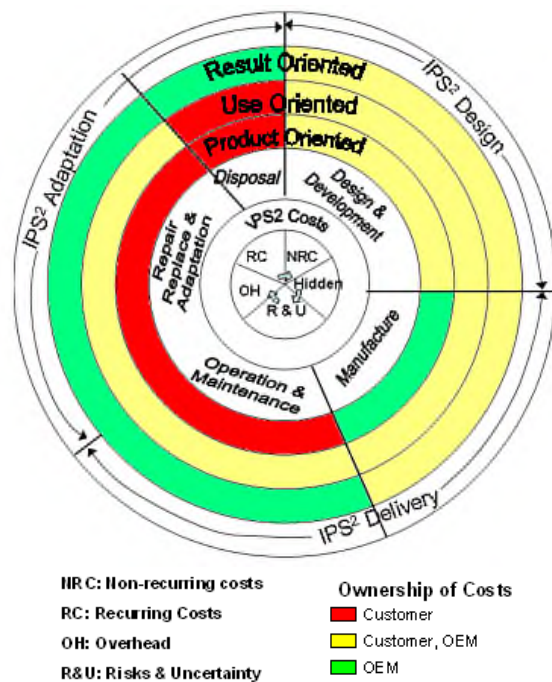 Result Oriented
Use Oriented
Product Oriented
IPS² Adaptation
IPS² Design
IPS² Delivery
Disposal
Design &
Development
Repair
Replace &
Adaptation
Manufacture
Operation &
Maintenance
IPS2 Costs
RC
NRC
OH
Hidden
R & U
NRC: Non-recurring costs
RC: Recurring Costs
OH: Overhead
R&U: Risks & Uncertainty
Ownership of Costs
Customer
Customer, OEM
OEM